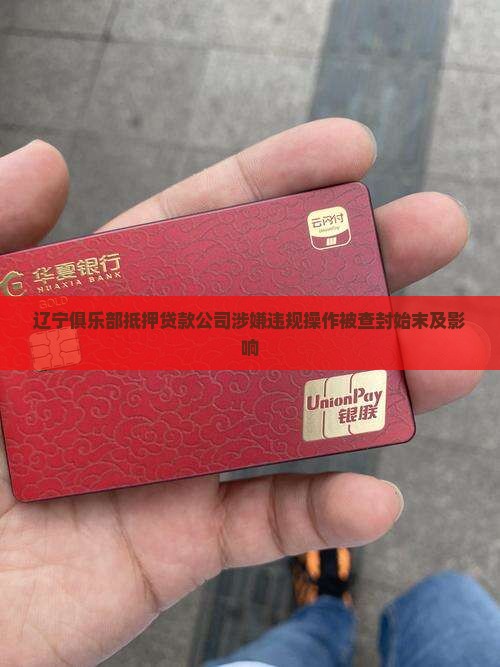 云闪付
UnionPay
华夏银行
HUAXIA BANK
GOLD
辽宁俱乐部抵押贷款公司涉嫌违规操作被查封始末及影
响
UnionPay
银联